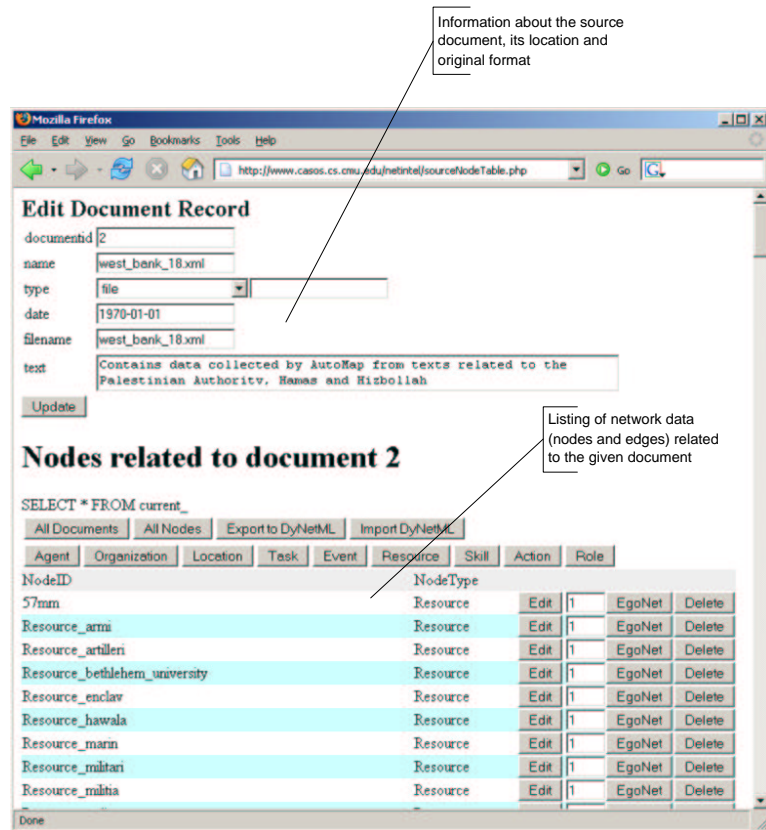 Information about the source
document, its location and
original format
Mozilla Firefox
File Edit View Go Bookmarks Tools Help
http://www.casos.cs.cmu.edu/netintel/sourceNodeTable.php Go G
Edit Document Record
documentid 2
name west_bank_18.xml
type file
date 1970-01-01
filename west_bank_18.xml
text Contains data collected by AutoMap from texts related to the
Palestinian Authority, Hamas and Hizbollah
Update
Listing of network data
(nodes and edges) related
to the given document
Nodes related to document 2
SELECT * FROM current_
All Documents All Nodes Export to DyNetML Import DyNetML
Agent Organization Location Task Event Resource Skill Action Role
NodeID NodeType
57mm Resource Edit 1 EgoNet Delete
Resource_armi Resource Edit 1 EgoNet Delete
Resource_artilleri Resource Edit 1 EgoNet Delete
Resource_bethlehem_university Resource Edit 1 EgoNet Delete
Resource_enclav Resource Edit 1 EgoNet Delete
Resource_hawala Resource Edit 1 EgoNet Delete
Resource_marin Resource Edit 1 EgoNet Delete
Resource_militari Resource Edit 1 EgoNet Delete
Resource_militia Resource Edit 1 EgoNet Delete
Done